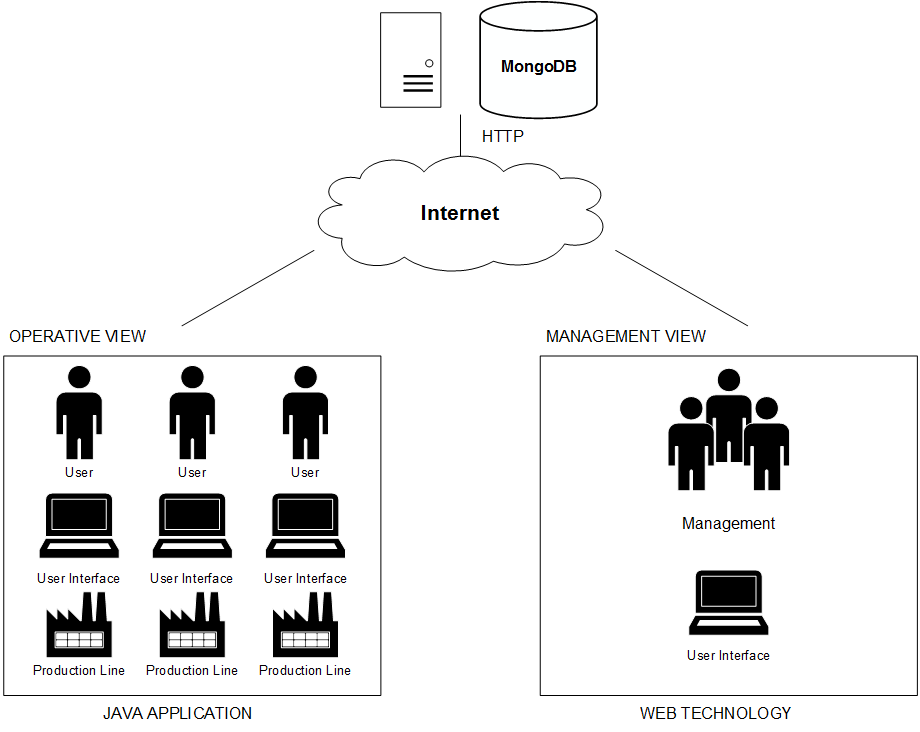 MongoDB
HTTP
Internet
OPERATIVE VIEW
MANAGEMENT VIEW
User
User
User
User Interface
User Interface
User Interface
Production Line
Production Line
Production Line
Management
User Interface
JAVA APPLICATION
WEB TECHNOLOGY